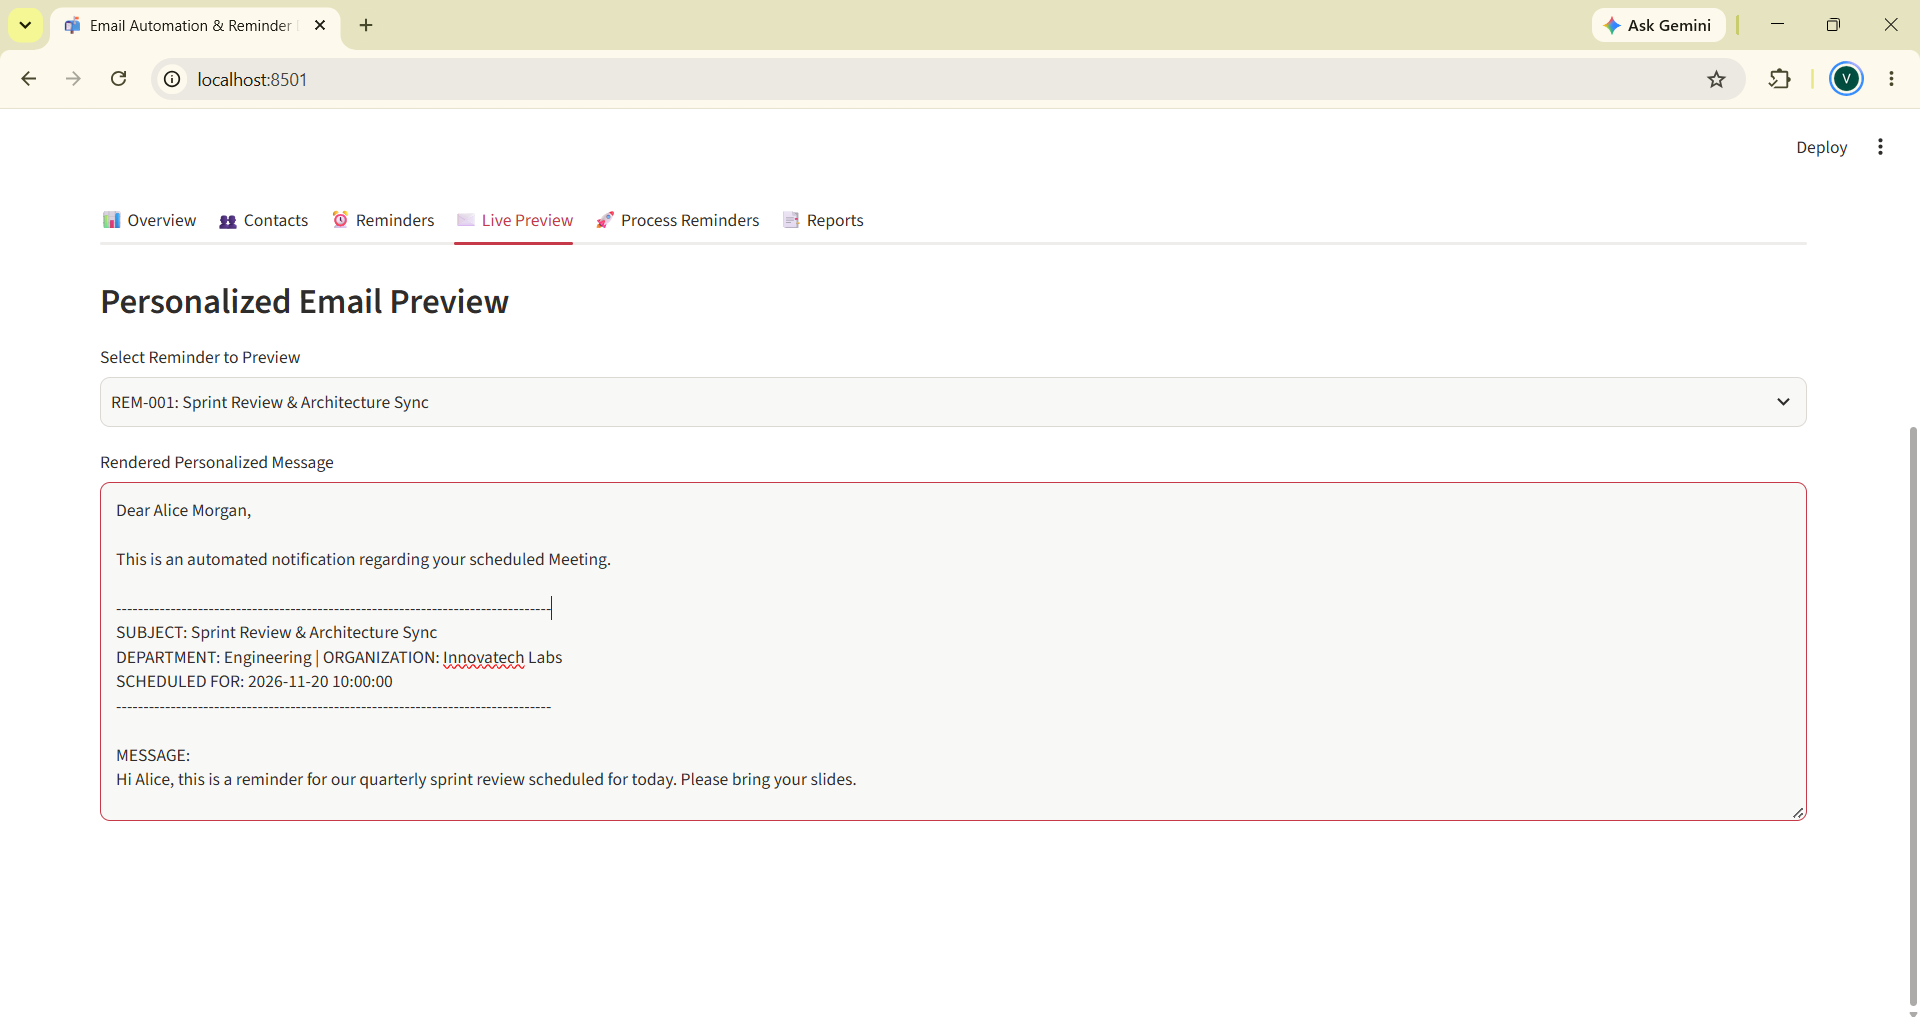 Email Automation & Reminder
Ask Gemini
localhost:8501
V
Deploy
Overview
Contacts
Reminders
Live Preview
Process Reminders
Reports
Personalized Email Preview
Select Reminder to Preview
REM-001: Sprint Review & Architecture Sync
Rendered Personalized Message
Dear Alice Morgan,
This is an automated notification regarding your scheduled Meeting.
--------------------------------------------------------------------------------
SUBJECT: Sprint Review & Architecture Sync
DEPARTMENT: Engineering | ORGANIZATION: Innovatech Labs
SCHEDULED FOR: 2026-11-20 10:00:00
--------------------------------------------------------------------------------
MESSAGE:
Hi Alice, this is a reminder for our quarterly sprint review scheduled for today. Please bring your slides.